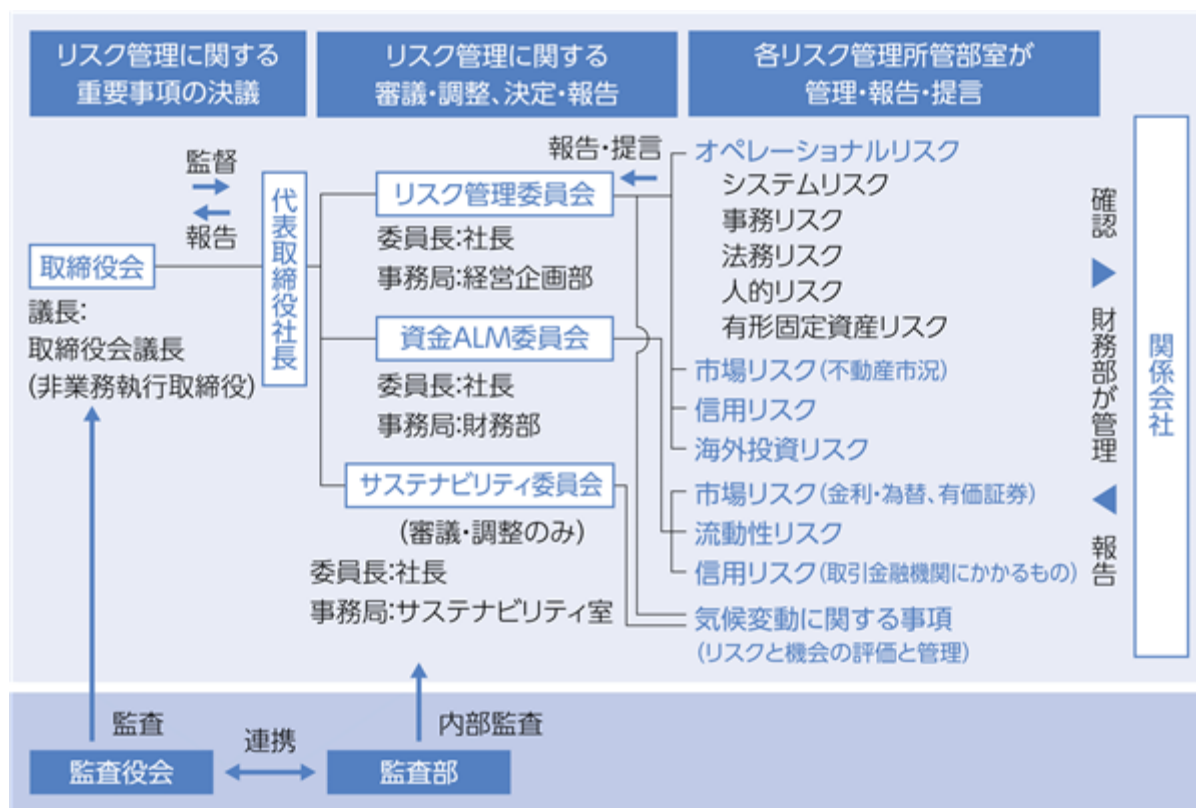 リスク管理に関する
重要事項の決議
リスク管理に関する
審議・調整、決定・報告
各リスク管理所管部室が
管理・報告・提言
監督
報告
取締役会
議長:
取締役会議長
(非業務執行取締役)
代表取締役社長
報告・提言
リスク管理委員会
委員長:社長
事務局:経営企画部
資金ALM委員会
委員長:社長
事務局:財務部
サステナビリティ委員会
(審議・調整のみ)
委員長:社長
事務局:サステナビリティ室
オペレーショナルリスク
システムリスク
事務リスク
法務リスク
人的リスク
有形固定資産リスク
市場リスク(不動産市況)
信用リスク
海外投資リスク
市場リスク(金利・為替、有価証券)
流動性リスク
信用リスク(取引金融機関にかかるもの)
気候変動に関する事項
(リスクと機会の評価と管理)
確認
財務部が管理
報告
関係会社
監査
内部監査
連携
監査役会
監査部